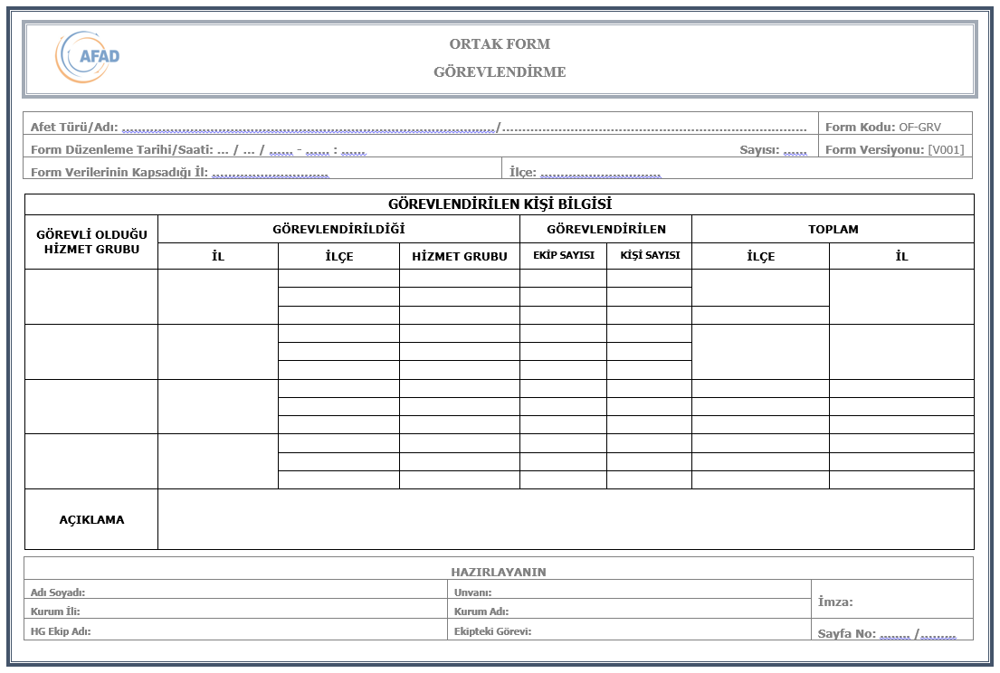 AFAD
ORTAK FORM
GÖREVLENDİRME
Afet Türü/Adı: ............................................................................................/........................................................................... Form Kodu: OF-GRV
Form Düzenleme Tarihi/Saati: ... / ... / ...... - ...... : ...... Sayısı: ...... Form Versiyonu: [V001]
Form Verilerinin Kapsadığı İl: ............................. İlçe: ..............................
GÖREVLENDİRİLEN KİŞİ BİLGİSİ
GÖREVLİ OLDUĞU HİZMET GRUBU GÖREVLENDİRİLDİĞİ GÖREVLENDİRİLEN TOPLAM
İL İLÇE HİZMET GRUBU EKİP SAYISI KİŞİ SAYISI İLÇE İL
AÇIKLAMA
HAZIRLAYANIN
Adı Soyadı: Unvanı: İmza:
Kurum İli: Kurum Adı:
HG Ekip Adı: Ekipteki Görevi: Sayfa No: ........ /.........